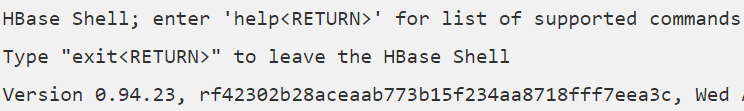 HBase Shell; enter 'help<RETURN>' for list of supported commands
Type "exit<RETURN>" to leave the HBase Shell
Version 0.94.23, rf42302b28aceaab773b15f234aa8718fff7eea3c, Wed